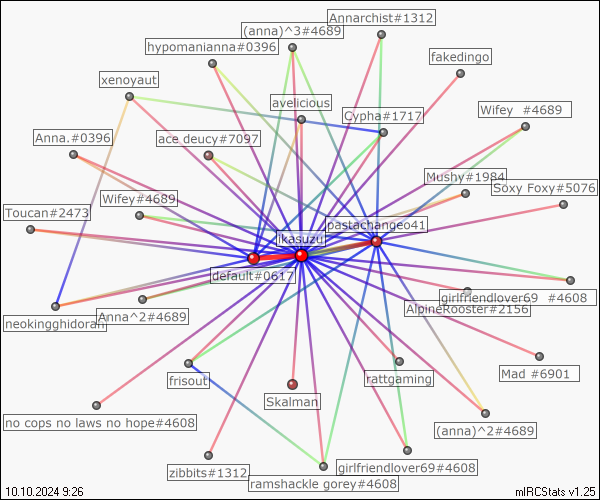 Annarchist#1312
(anna)^3#4689
hypomanianna#0396
fakedingo
xenoyaut
avelicious
Cypha#1717
Wifey #4689
Anna.#0396
ace deucy#7097
Mushy#1984
Soxy Foxy#5076
Wifey#4689
Toucan#2473
pastachangeo41
ikasuzu
default#0617
girlfriendlover69 #4608
AlpineRooster#2156
Anna^2#4689
neokingghidorah
frisout
rattgaming
Mad #6901
Skalman
no cops no laws no hope#4608
(anna)^2#4689
zibbits#1312
girlfriendlover69#4608
ramshackle gorey#4608
10.10.2024 9:26
mIRCStats v1.25